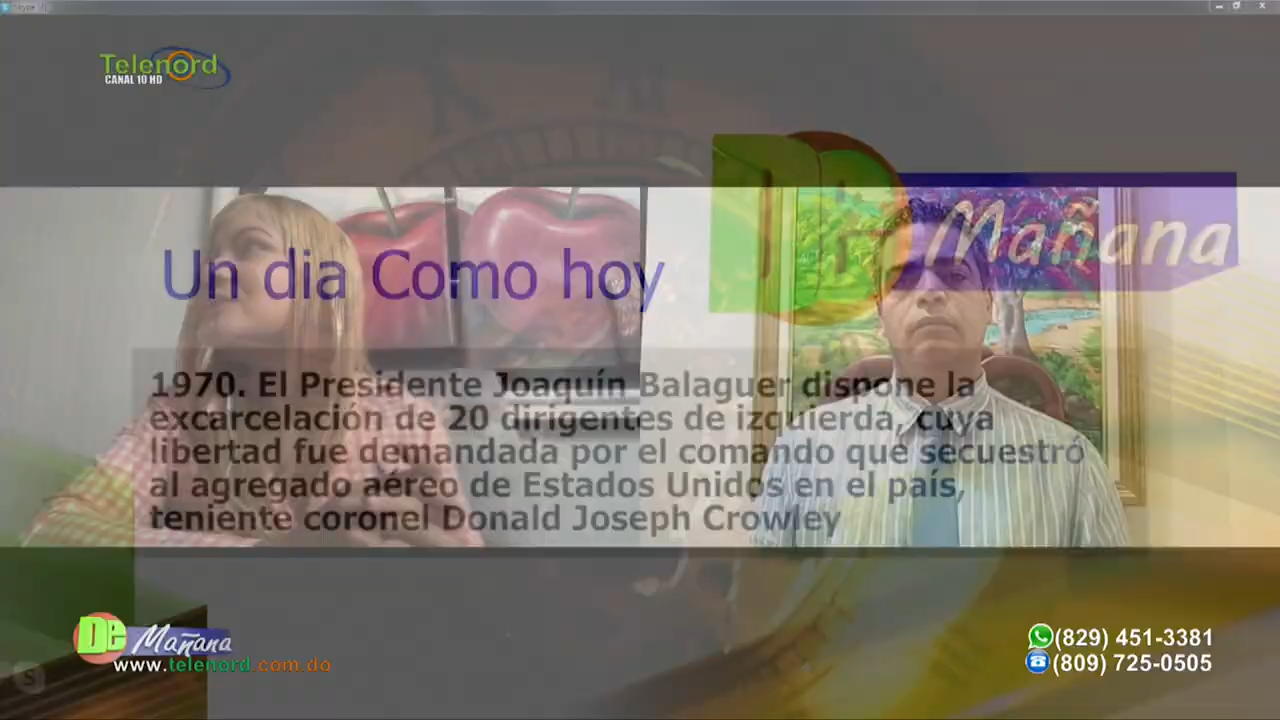 Skype
Telenord
CANAL 10 HD
De
Mañana
Un dia Como hoy
1970. El Presidente Joaquín Balaguer dispone la
excarcelación de 20 dirigentes de izquierda, cuya
libertad fue demandada por el comando que secuestró
al agregado aéreo de Estados Unidos en el país,
teniente coronel Donald Joseph Crowley
De Mañana
www.telenord.com.do
(829) 451-3381
(809) 725-0505